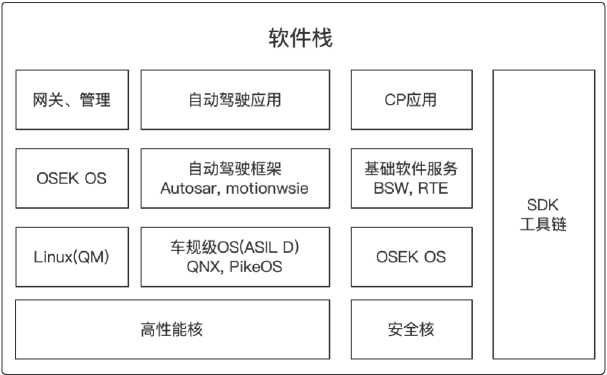 软件栈
网关、管理
自动驾驶应用
CP应用
OSEK OS
自动驾驶框架
Autosar, motionwsie
基础软件服务
BSW, RTE
SDK
工具链
Linux(QM)
车规级OS(ASIL D)
QNX, PikeOS
OSEK OS
高性能核
安全核